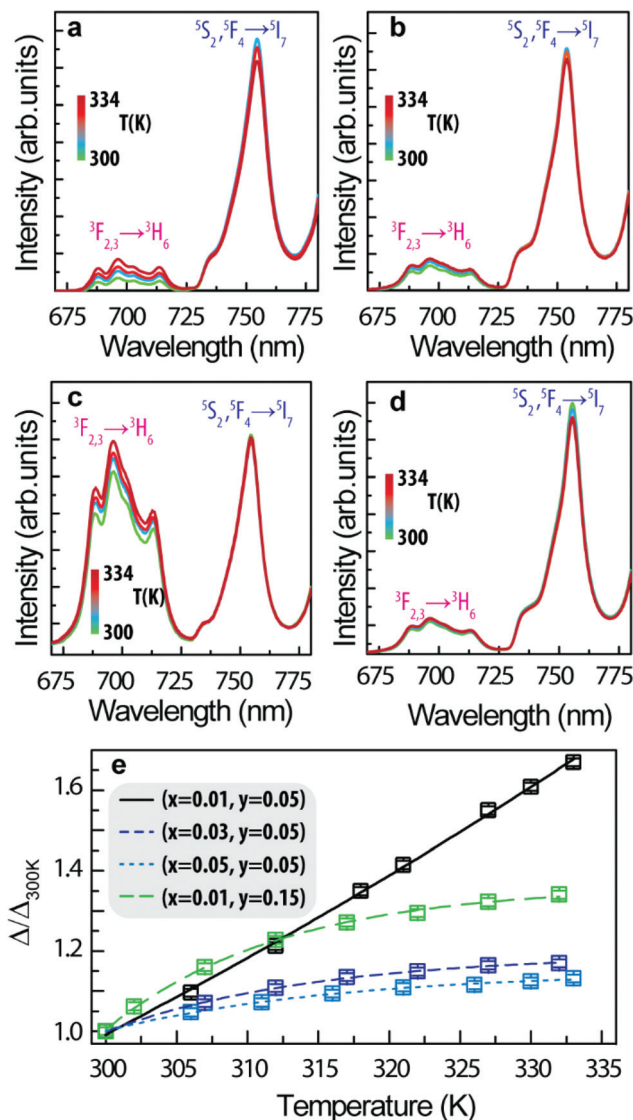 a
⁵S₂,⁵F₄→⁵I₇
334
T(K)
300
³F₂,₃→³H₆
Intensity (arb.units)
675 700 725 750 775
Wavelength (nm)
b
⁵S₂,⁵F₄→⁵I₇
334
T(K)
300
³F₂,₃→³H₆
Intensity (arb.units)
675 700 725 750 775
Wavelength (nm)
c
³F₂,₃→³H₆
⁵S₂,⁵F₄→⁵I₇
334
T(K)
300
Intensity (arb.units)
675 700 725 750 775
Wavelength (nm)
d
⁵S₂,⁵F₄→⁵I₇
334
T(K)
300
³F₂,₃→³H₆
Intensity (arb.units)
675 700 725 750 775
Wavelength (nm)
e
(x=0.01, y=0.05)
(x=0.03, y=0.05)
(x=0.05, y=0.05)
(x=0.01, y=0.15)
Δ/Δ₃₀₀K
1.6
1.4
1.2
1.0
300 305 310 315 320 325 330 335
Temperature (K)